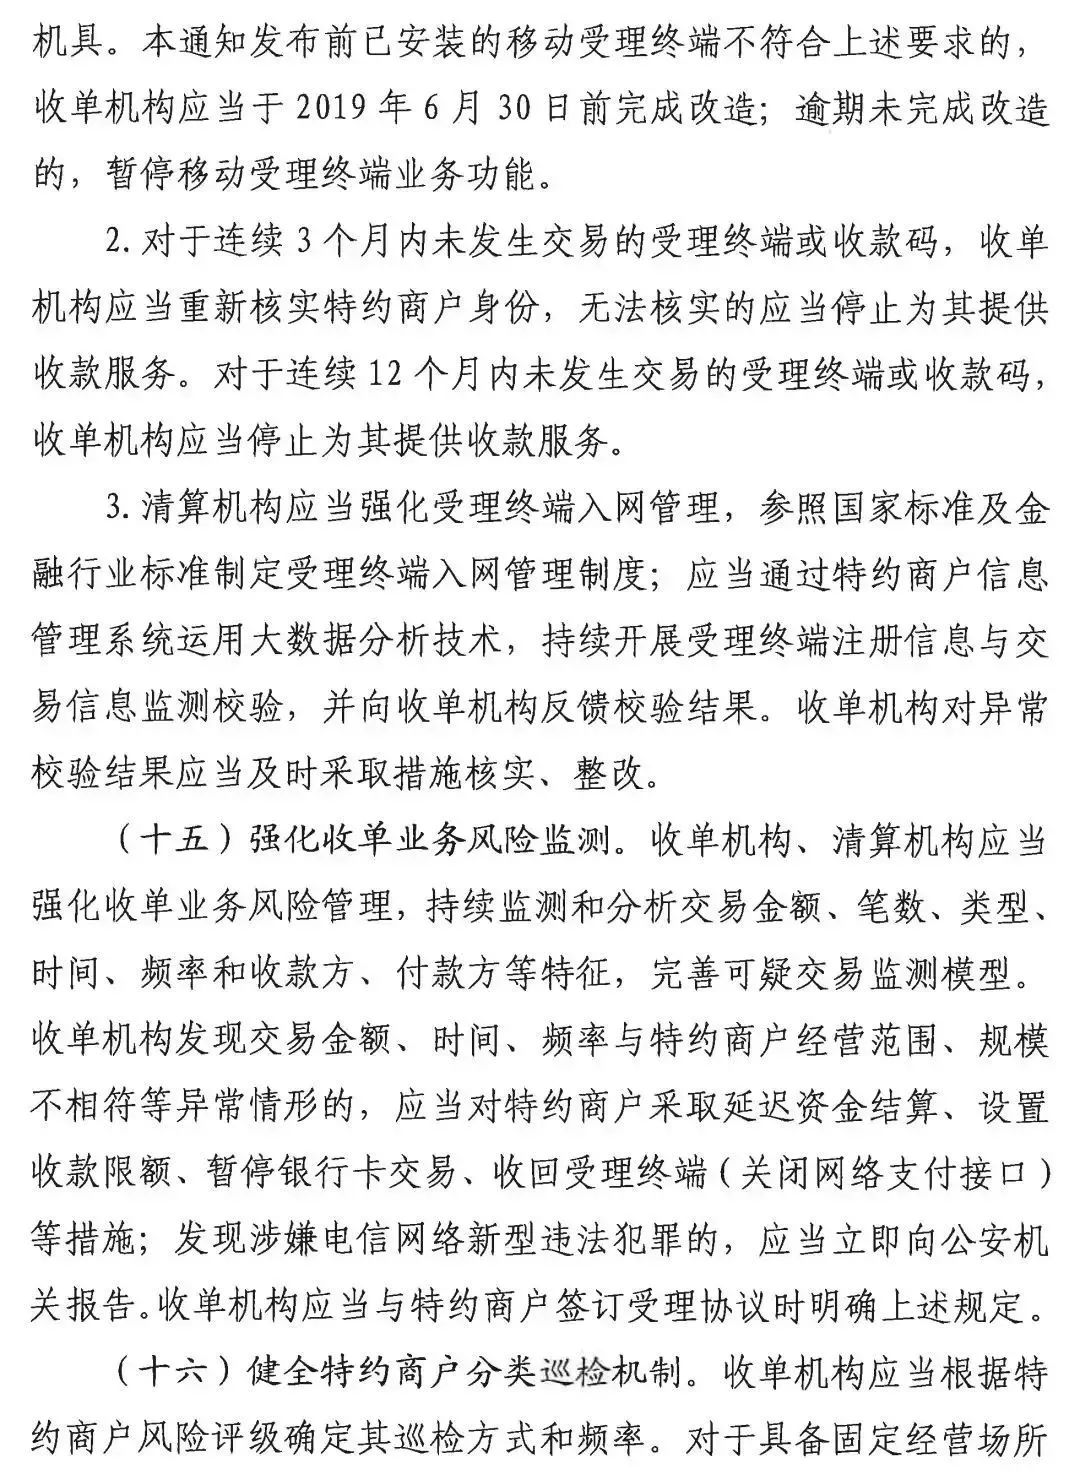 机具。本通知发布前已安装的移动受理终端不符合上述要求的，
收单机构应当于 2019 年 6 月 30 日前完成改造；逾期未完成改造
的，暂停移动受理终端业务功能。
2. 对于连续 3 个月内未发生交易的受理终端或收款码，收单
机构应当重新核实特约商户身份，无法核实的应当停止为其提供
收款服务。对于连续 12 个月内未发生交易的受理终端或收款码，
收单机构应当停止为其提供收款服务。
3. 清算机构应当强化受理终端入网管理，参照国家标准及金
融行业标准制定受理终端入网管理制度；应当通过特约商户信息
管理系统运用大数据分析技术，持续开展受理终端注册信息与交
易信息监测校验，并向收单机构反馈校验结果。收单机构对异常
校验结果应当及时采取措施核实、整改。
（十五）强化收单业务风险监测。收单机构、清算机构应当
强化收单业务风险管理，持续监测和分析交易金额、笔数、类型、
时间、频率和收款方、付款方等特征，完善可疑交易监测模型。
收单机构发现交易金额、时间、频率与特约商户经营范围、规模
不相符等异常情形的，应当对特约商户采取延迟资金结算、设置
收款限额、暂停银行卡交易、收回受理终端（关闭网络支付接口）
等措施；发现涉嫌电信网络新型违法犯罪的，应当立即向公安机
关报告。收单机构应当与特约商户签订受理协议时明确上述规定。
（十六）健全特约商户分类巡检机制。收单机构应当根据特
约商户风险评级确定其巡检方式和频率。对于具备固定经营场所